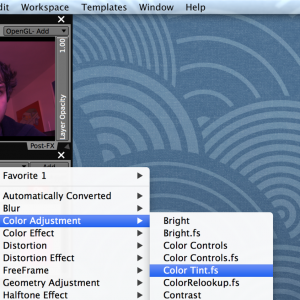 dit Workspace Templates Window Help
OpenGL- Add
1.00
Layer Opacity
Post-FX
Favorite 1
Automatically Converted
Blur
Color Adjustment
Color Effect
Distortion
Distortion Effect
FreeFrame
Geometry Adjustment
Halftone Effect
Bright
Bright.fs
Color Controls
Color Controls.fs
Color Tint.fs
ColorRelookup.fs
Contrast